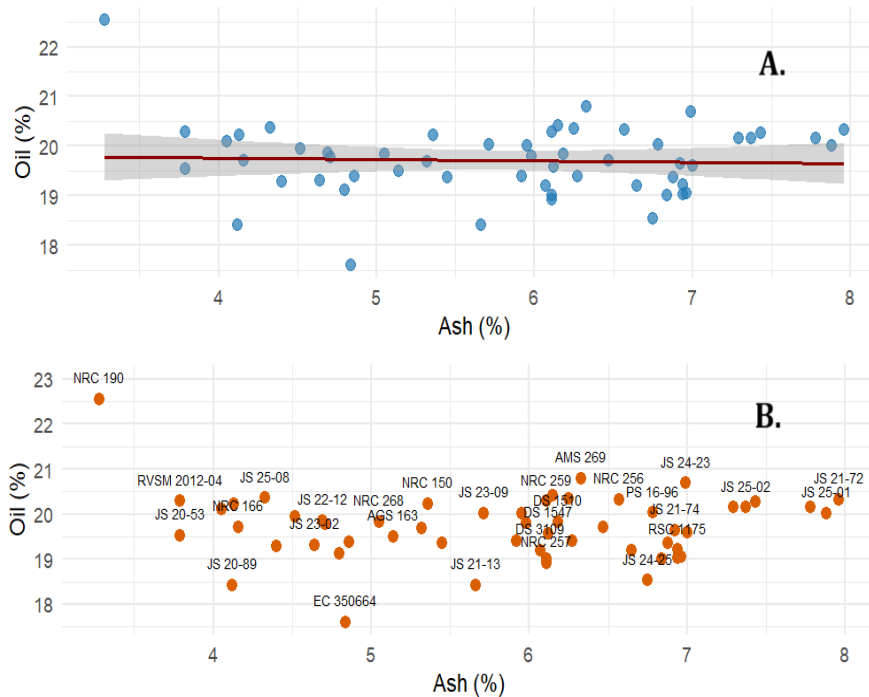 A.
22
21
20
19
18
Oil (%)
4 5 6 7 8
Ash (%)
B.
23
22
21
20
19
18
Oil (%)
NRC 190
AMS 269
JS 24-23
RVSM 2012-04 JS 25-08 NRC 150 NRC 259 NRC 256 JS 21-72
NRC 166 JS 22-12 NRC 268 JS 23-09 DS 1510 PS 16-96 JS 25-02 JS 25-01
JS 20-53 JS 23-02 AGS 163 DS 1547 JS 21-74
DS 3109 RSC 1175
NRC 257 JS 24-25
JS 20-89 JS 21-13
EC 350664
4 5 6 7 8
Ash (%)